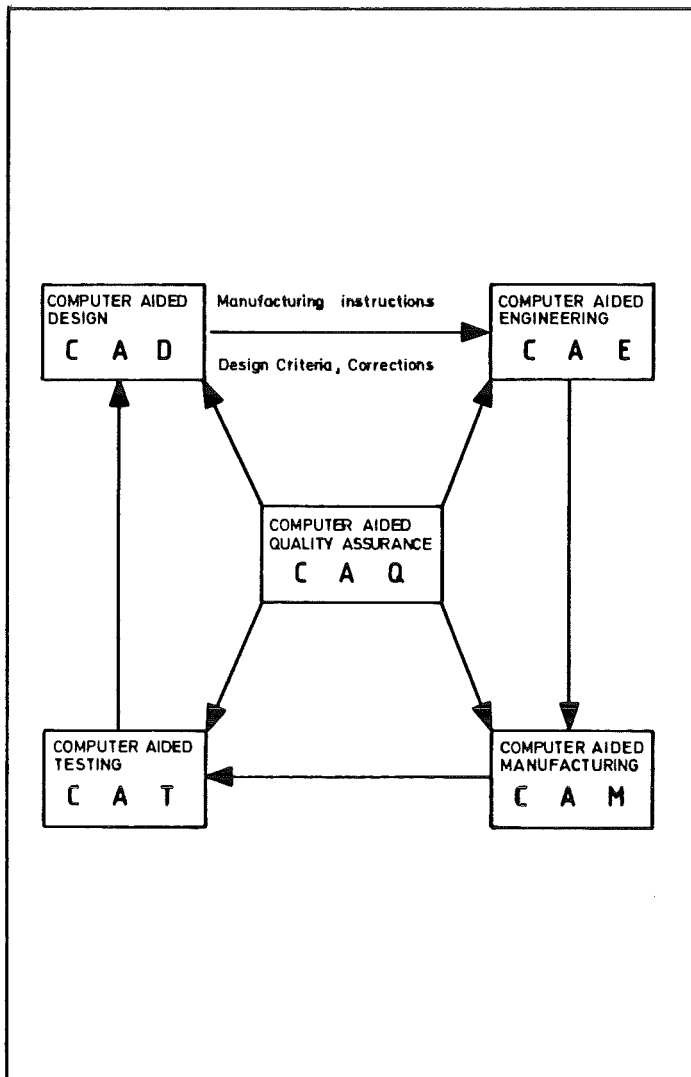 COMPUTER AIDED
DESIGN
C A D
Manufacturing instructions
Design Criteria, Corrections
COMPUTER AIDED
ENGINEERING
C A E
COMPUTER AIDED
QUALITY ASSURANCE
C A Q
COMPUTER AIDED
TESTING
C A T
COMPUTER AIDED
MANUFACTURING
C A M